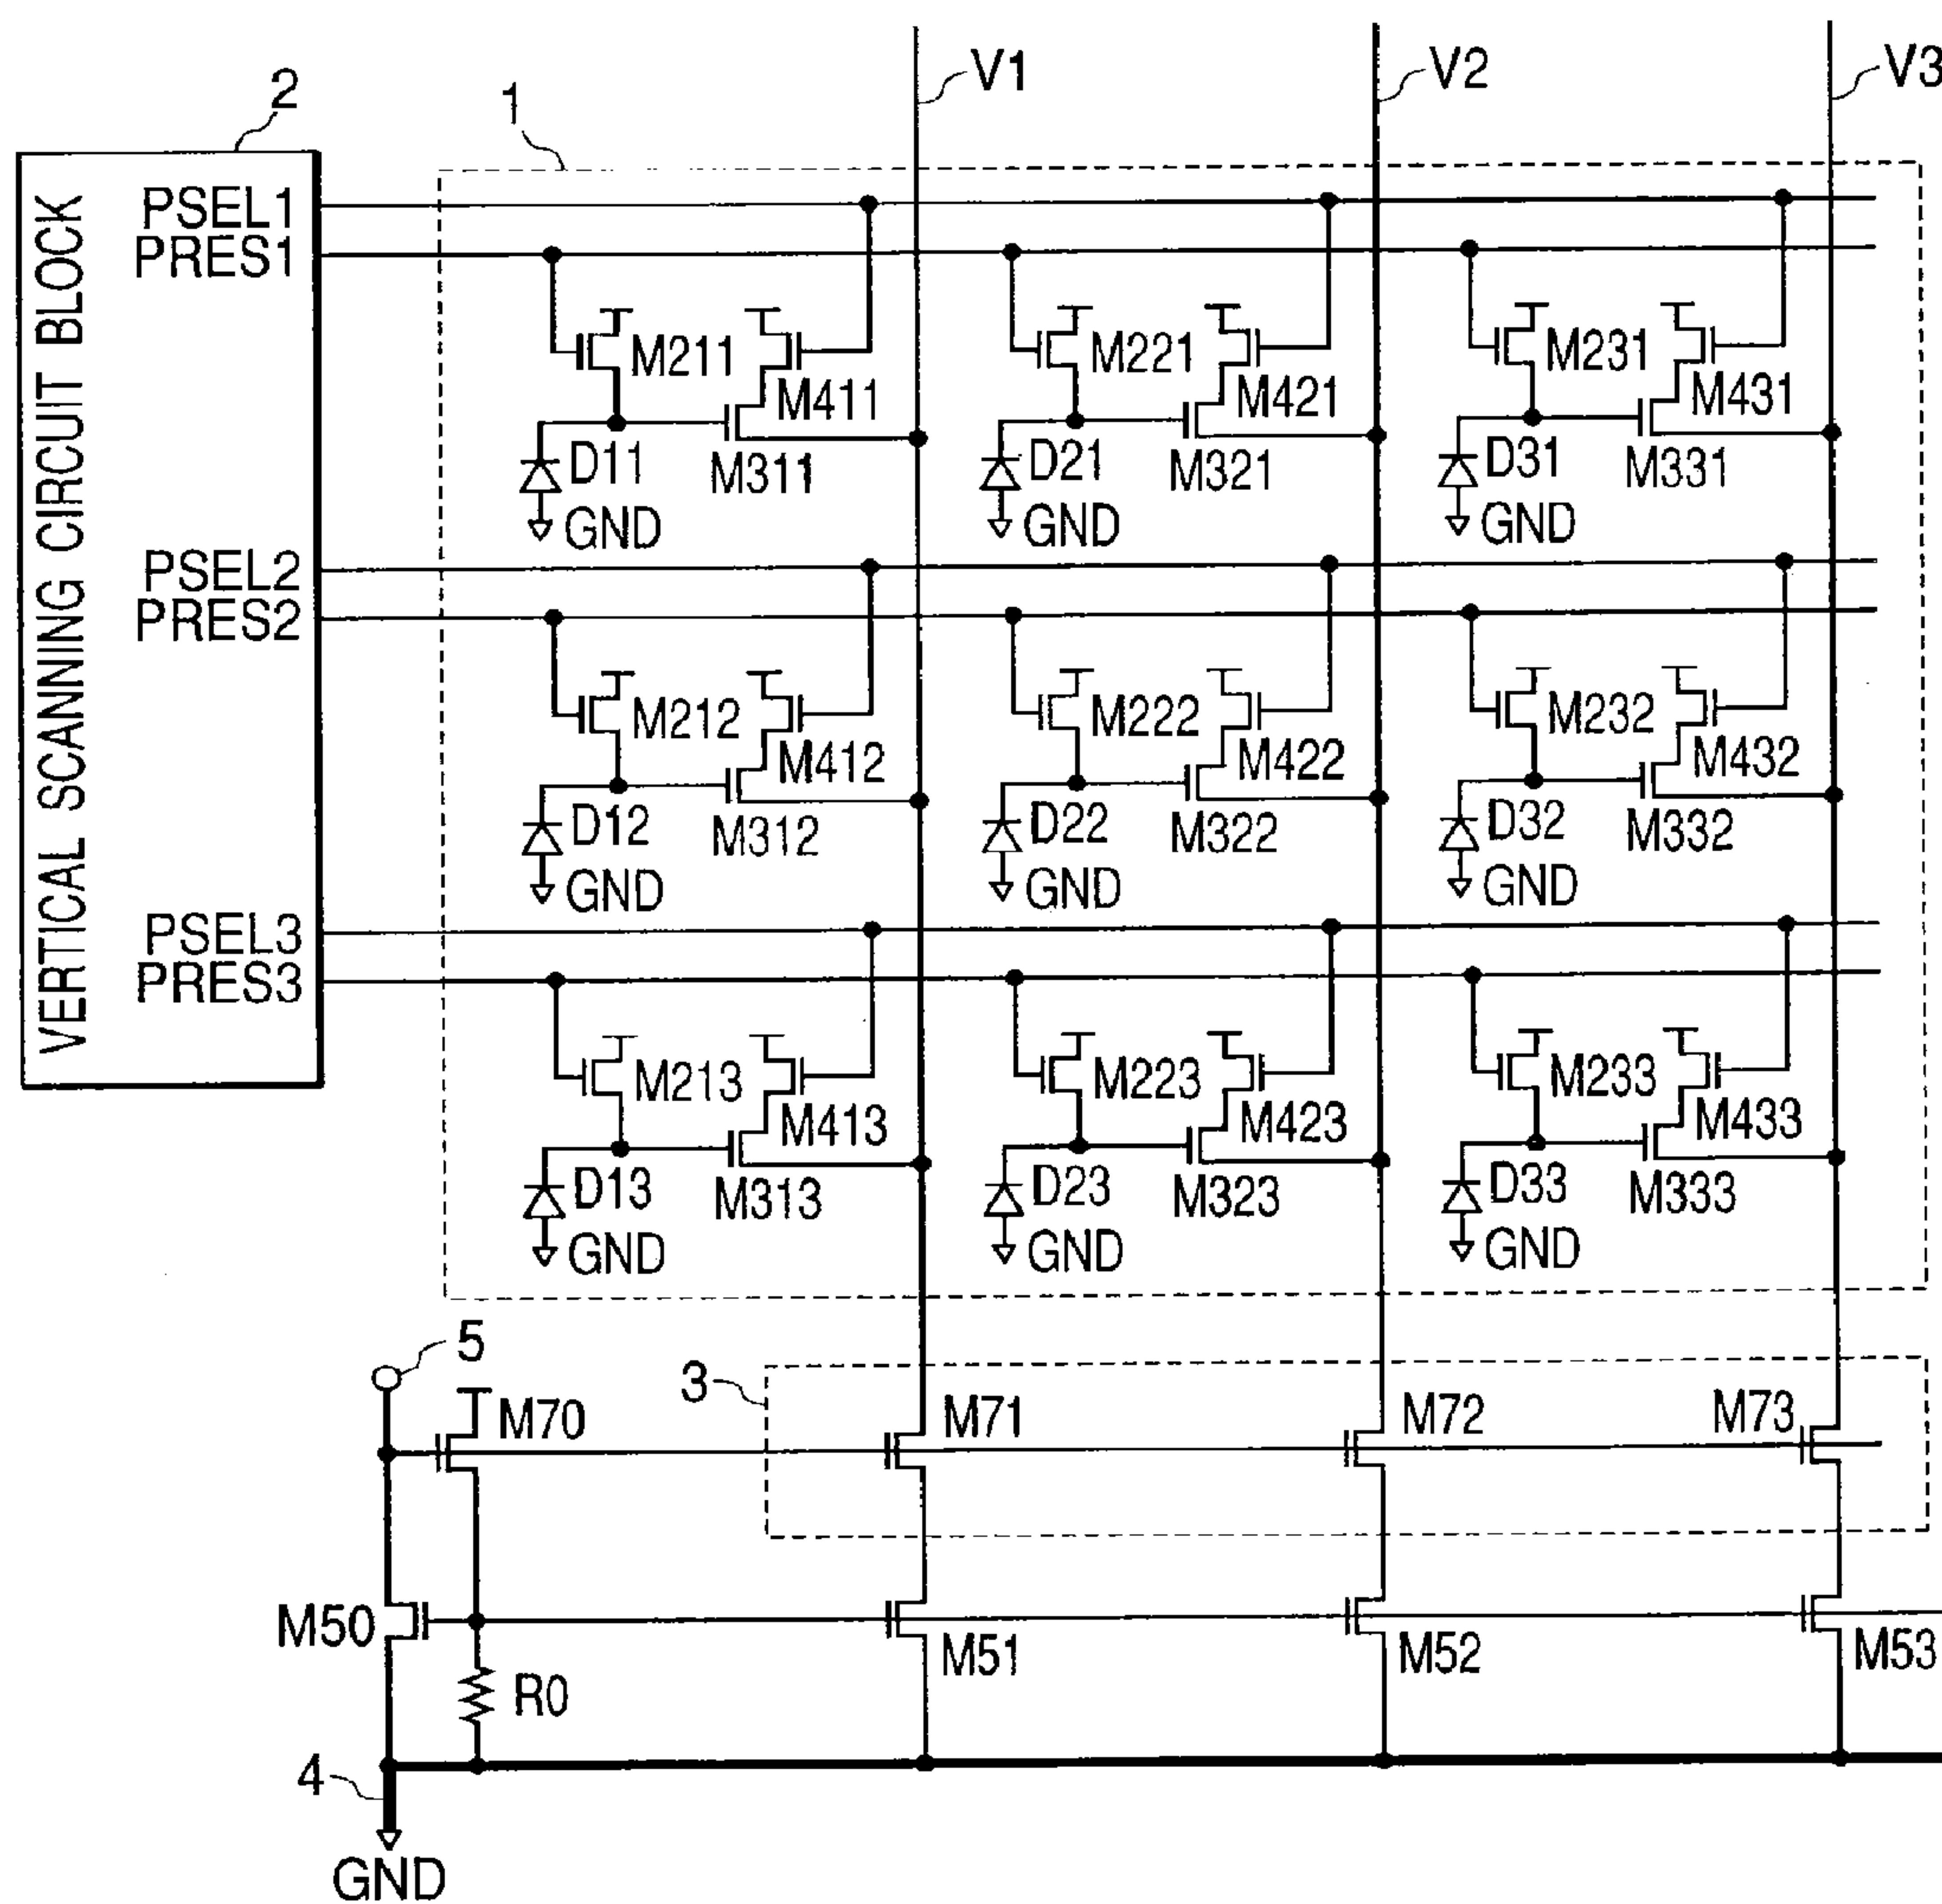 V1
V2
V3
2
1
VERTICAL SCANNING CIRCUIT BLOCK
PSEL1
PRES1
M211
M411
M221
M421
M231
M431
D11
M311
D21
M321
D31
M331
GND
GND
GND
PSEL2
PRES2
M212
M412
M222
M422
M232
M432
D12
M312
D22
M322
D32
M332
GND
GND
GND
PSEL3
PRES3
M213
M413
M223
M423
M233
M433
D13
M313
D23
M323
D33
M333
GND
GND
GND
5
3
M70
M71
M72
M73
M50
M51
M52
M53
R0
4
GND